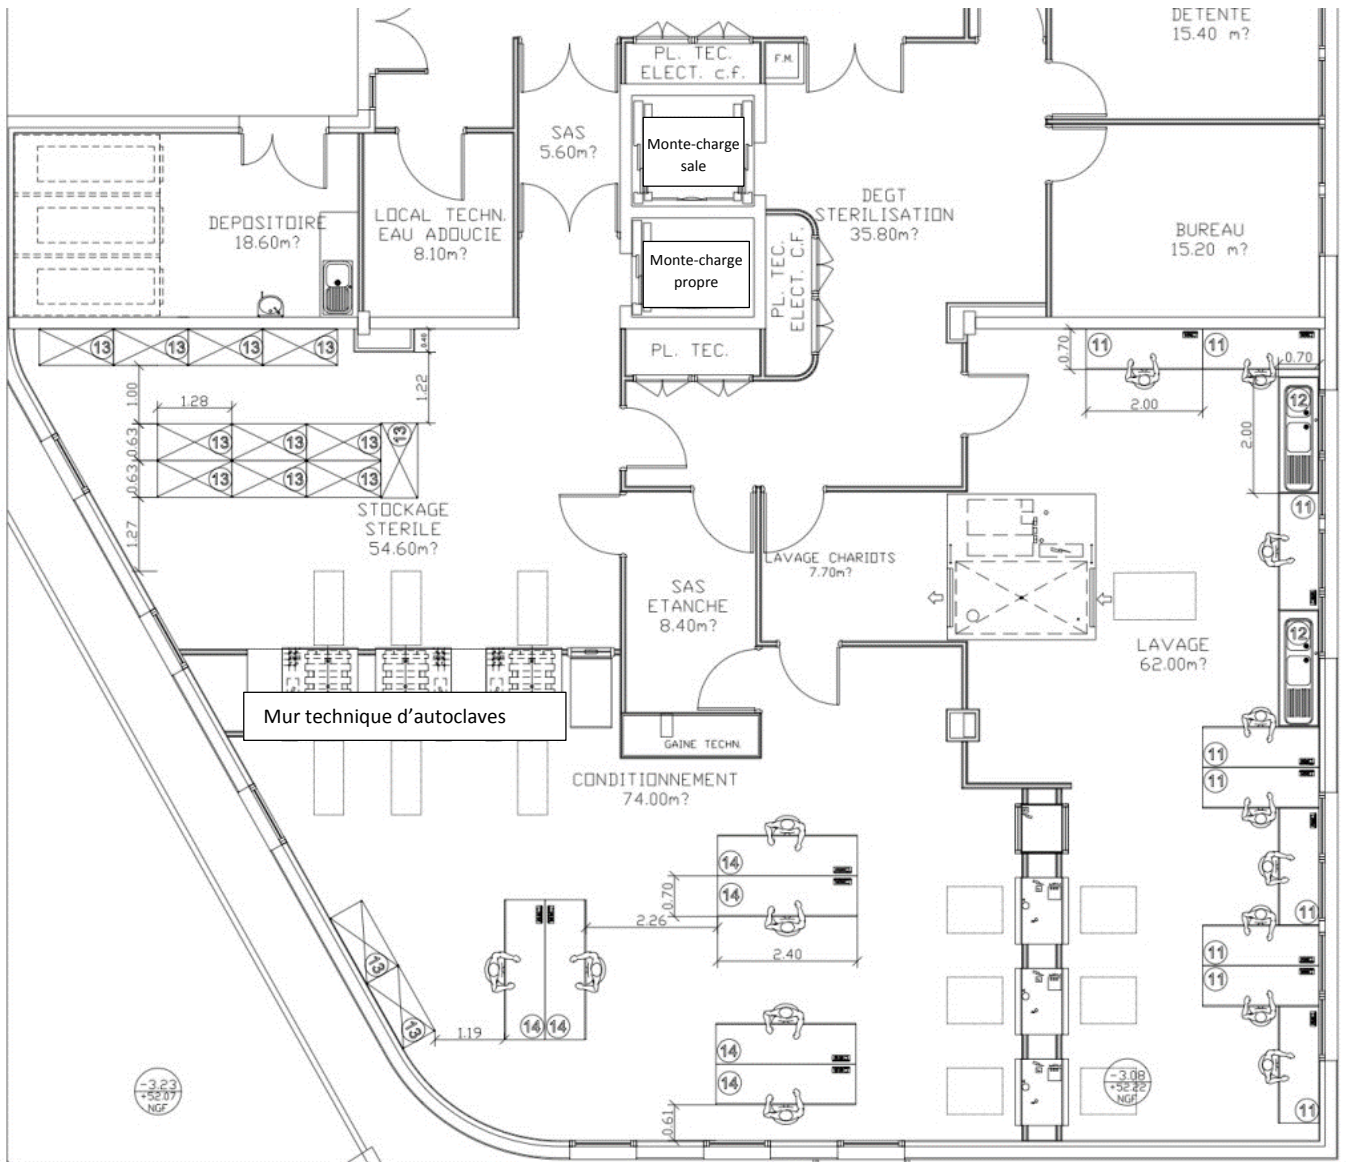 DETENTE
15.40 m?
PL. TEC.
ELECT. c.f.
F.M.
SAS
5.60m?
Monte-charge
sale
DEGT
STERILISATION
35.80m?
DEPOSITOIRE
18.60m?
LOCAL TECHN.
EAU ADOUCIE
8.10m?
BUREAU
15.20 m?
Monte-charge
propre
PL. TEC.
ELECT. C.F.
PL. TEC.
13
13
13
13
0.40
11
11
0.70
0.70
2.00
12
2.00
1.00
1.22
1.28
13
13
13
13
0.63
0.63
13
13
13
11
STOCKAGE
STERILE
54.60m?
1.27
LAVAGE CHARIOTS
7.70m?
SAS
ETANCHE
8.40m?
LAVAGE
62.00m?
12
Mur technique d'autoclaves
GAINE TECHN.
CONDITIONNEMENT
74.00m?
11
11
14
14
0.70
2.26
2.40
11
11
11
13
13
1.19
14
14
14
14
0.61
-3.23
+52.07
NGF
-3.08
+52.22
NGF
11